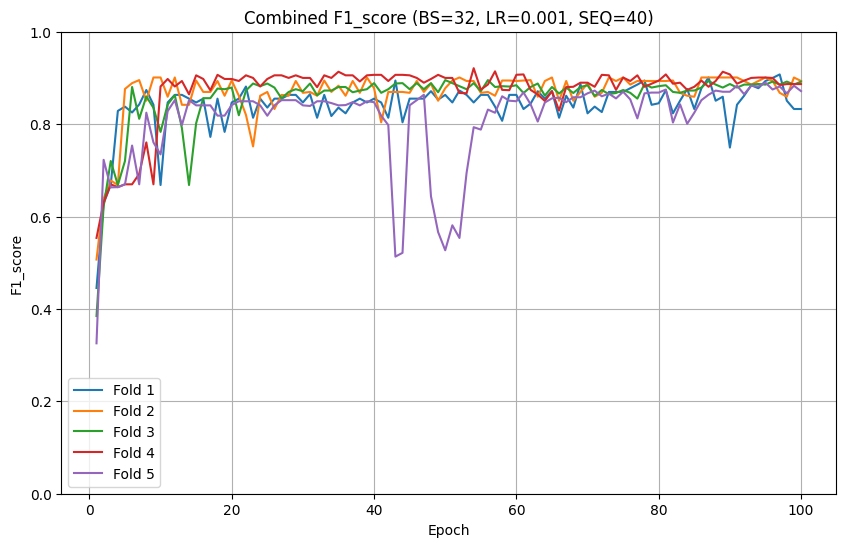 Combined F1_score (BS=32, LR=0.001, SEQ=40)
1.0
0.8
0.6
0.4
0.2
0.0
F1_score
Fold 1
Fold 2
Fold 3
Fold 4
Fold 5
0 20 40 60 80 100
Epoch